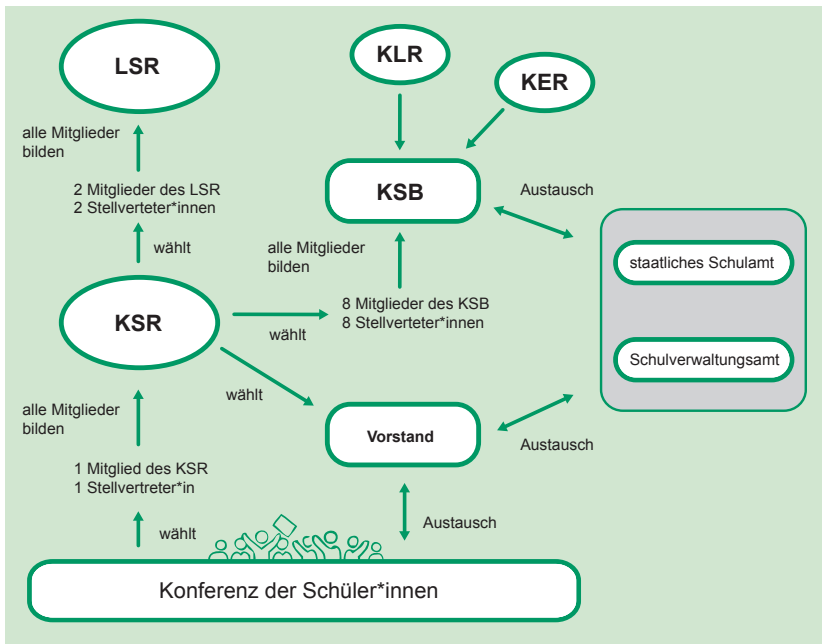 LSR
KLR
KER
alle Mitglieder
bilden
2 Mitglieder des LSR
2 Stellverteter*innen
wählt
KSB
Austausch
staatliches Schulamt
Schulverwaltungsamt
alle Mitglieder
bilden
8 Mitglieder des KSB
8 Stellverteter*innen
KSR
wählt
wählt
Vorstand
Austausch
alle Mitglieder
bilden
1 Mitglied des KSR
1 Stellvertreter*in
wählt
Austausch
Konferenz der Schüler*innen